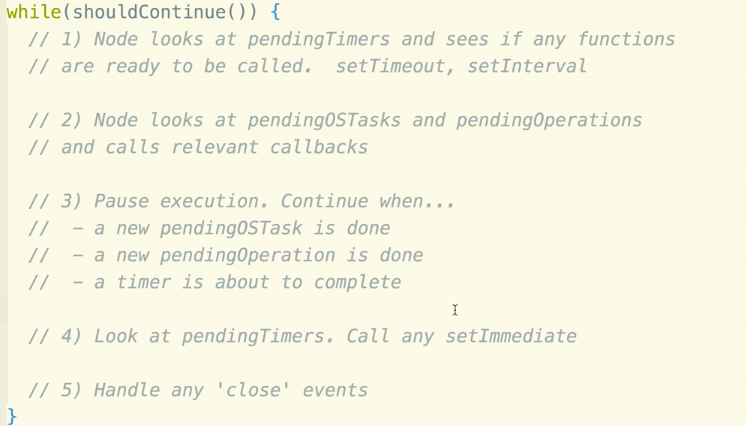 while(shouldContinue()) {
// 1) Node looks at pendingTimers and sees if any functions
// are ready to be called.  setTimeout, setInterval
// 2) Node looks at pendingOSTasks and pendingOperations
// and calls relevant callbacks
// 3) Pause execution. Continue when...
//  - a new pendingOSTask is done
//  - a new pendingOperation is done
//  - a timer is about to complete
// 4) Look at pendingTimers. Call any setImmediate
// 5) Handle any 'close' events
}